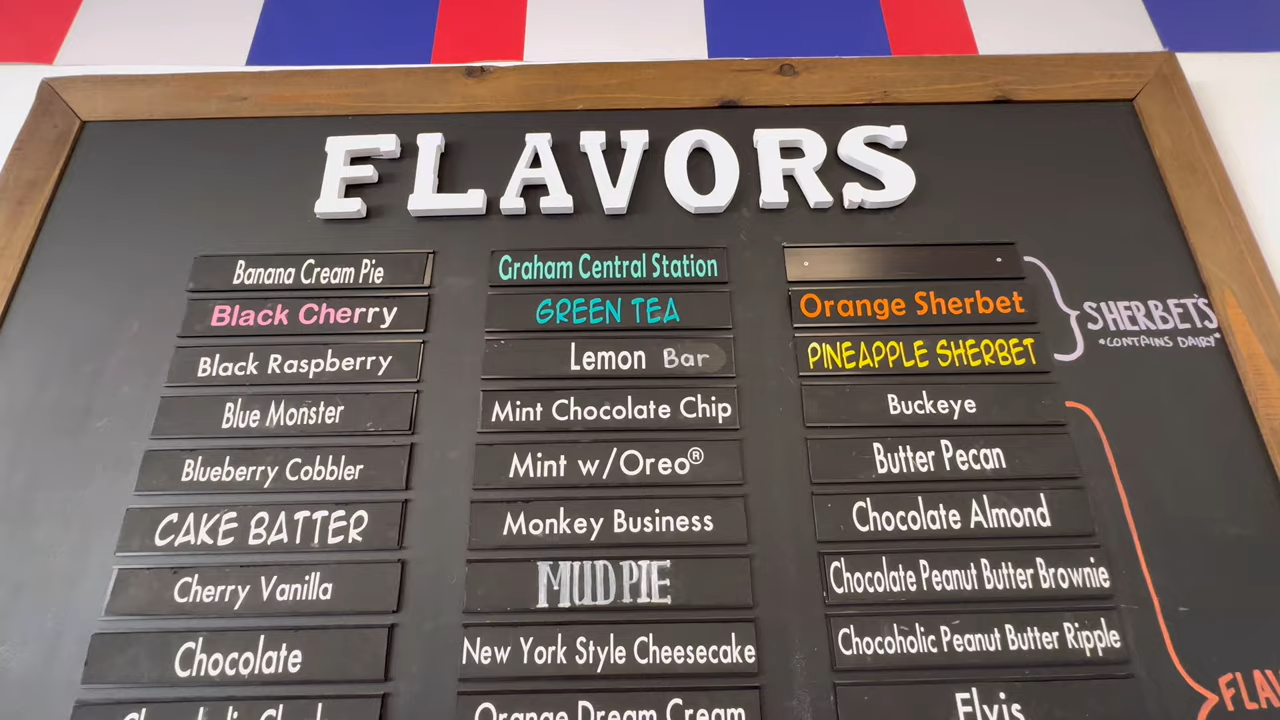 FLAVORS
Banana Cream Pie
Black Cherry
Black Raspberry
Blue Monster
Blueberry Cobbler
CAKE BATTER
Cherry Vanilla
Chocolate
Graham Central Station
GREEN TEA
Lemon Bar
Mint Chocolate Chip
Mint w/Oreo®
Monkey Business
MUD PIE
New York Style Cheesecake
Orange Dream Cream
Orange Sherbet
PINEAPPLE SHERBET
Buckeye
Butter Pecan
Chocolate Almond
Chocolate Peanut Butter Brownie
Chocoholic Peanut Butter Ripple
Elvis
SHERBET'S
*CONTAINS DAIRY*